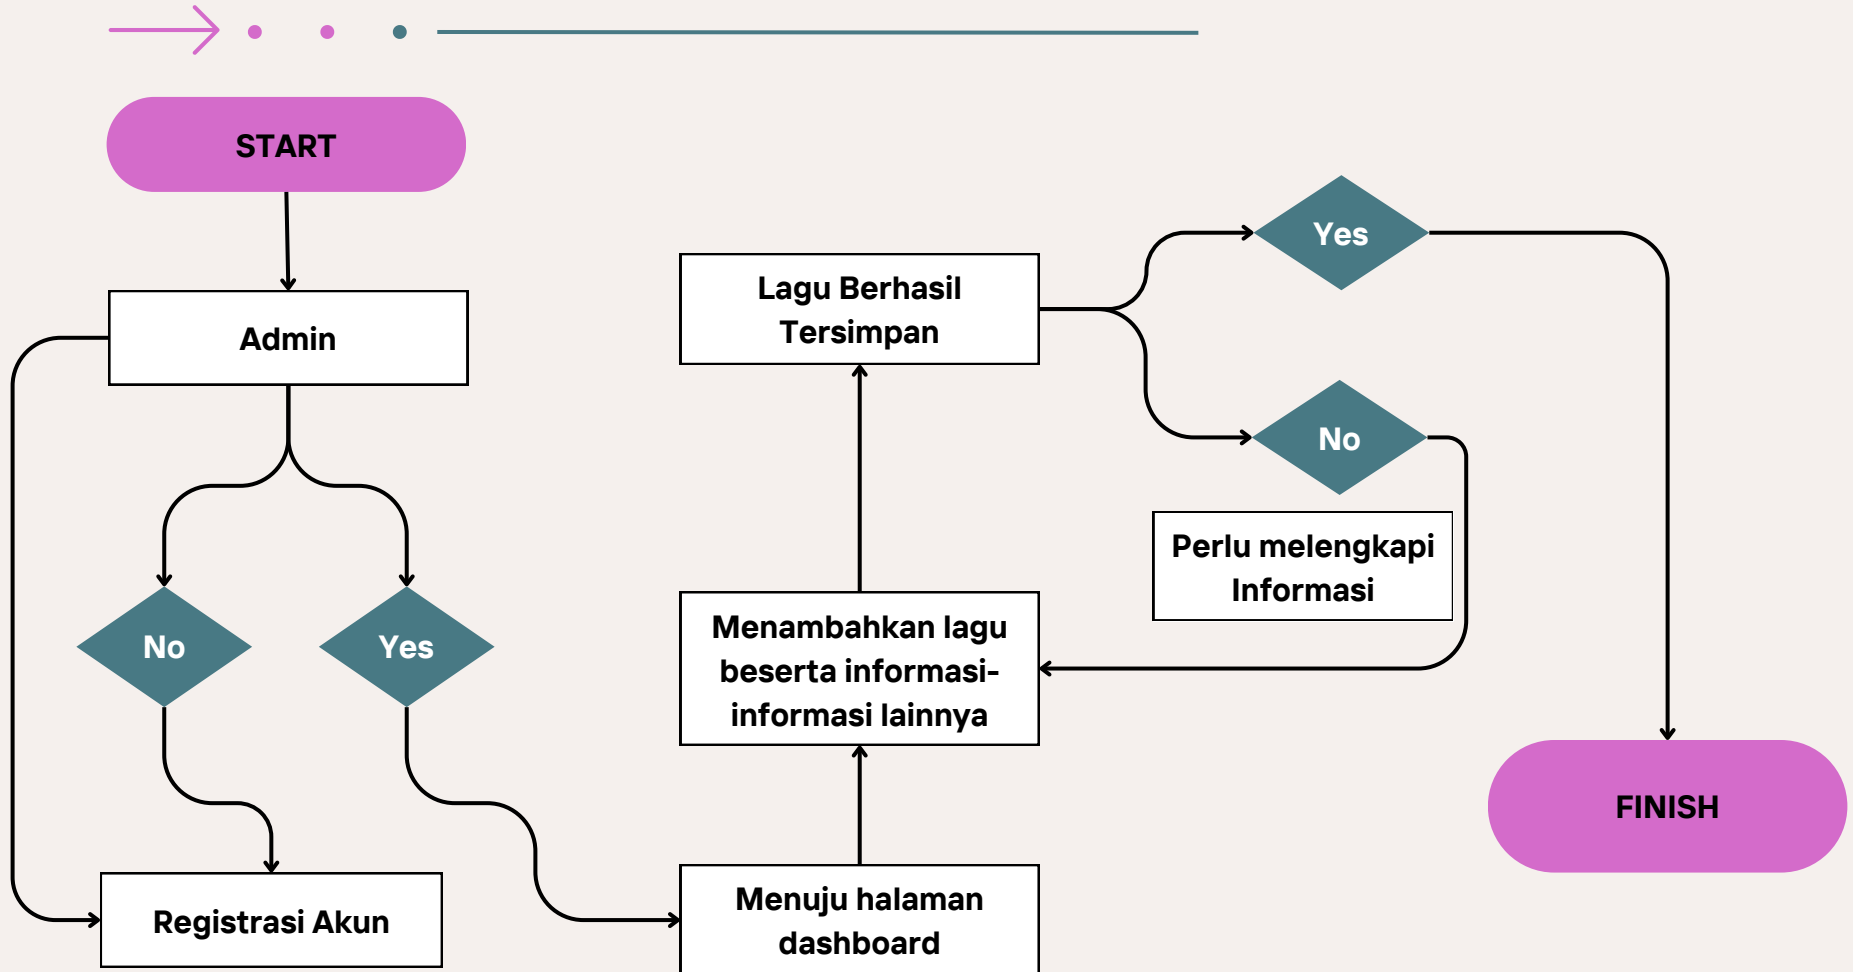 START
Admin
No
Yes
Registrasi Akun
Menuju halaman
dashboard
Menambahkan lagu
beserta informasi-
informasi lainnya
Lagu Berhasil
Tersimpan
Yes
No
Perlu melengkapi
Informasi
FINISH